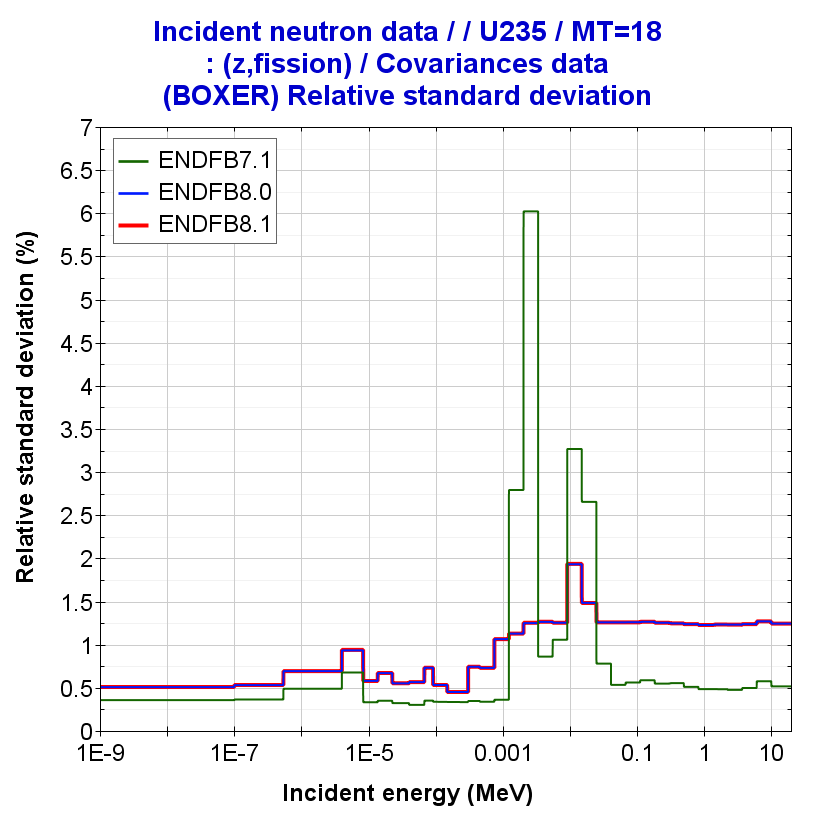 Incident neutron data / / U235 / MT=18
: (z,fission) / Covariances data
(BOXER) Relative standard deviation
ENDFB7.1
ENDFB8.0
ENDFB8.1
Relative standard deviation (%)
7
6.5
6
5.5
5
4.5
4
3.5
3
2.5
2
1.5
1
0.5
0
1E-9
1E-7
1E-5
0.001
0.1
1
10
Incident energy (MeV)